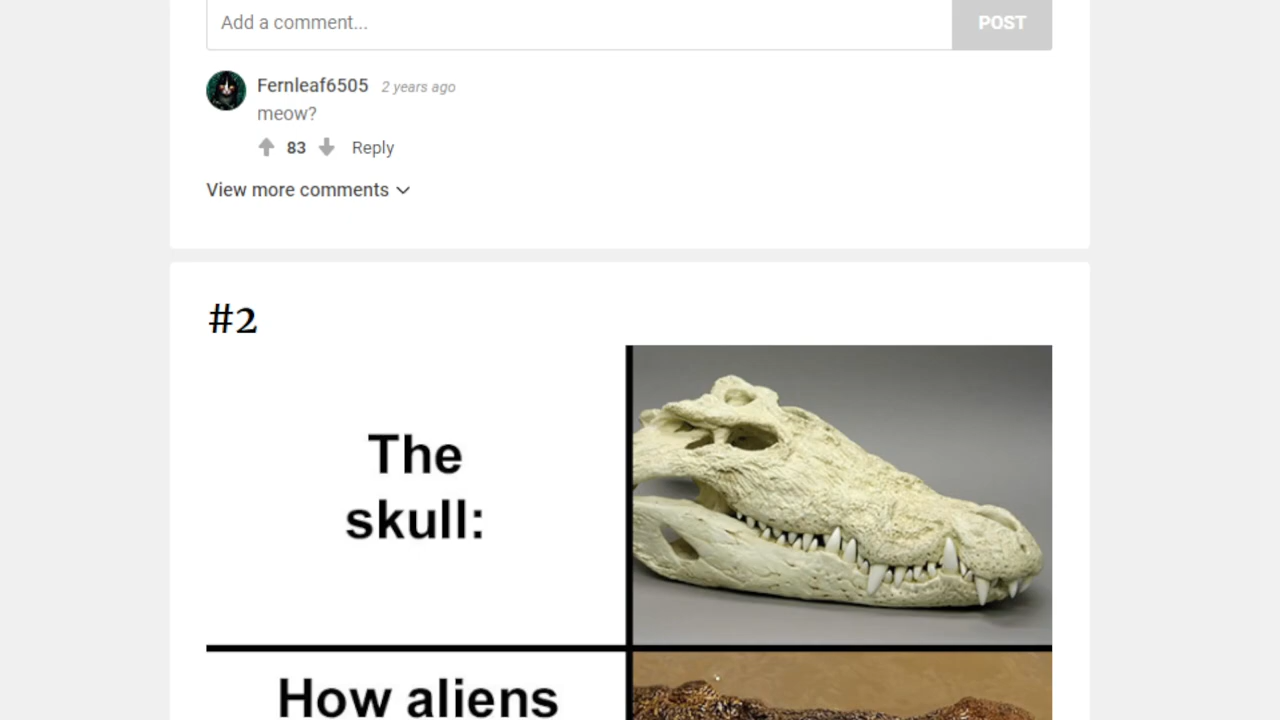 Add a comment...
POST
Fernleaf6505 2 years ago
meow?
83 Reply
View more comments
#2
The
skull:
How aliens